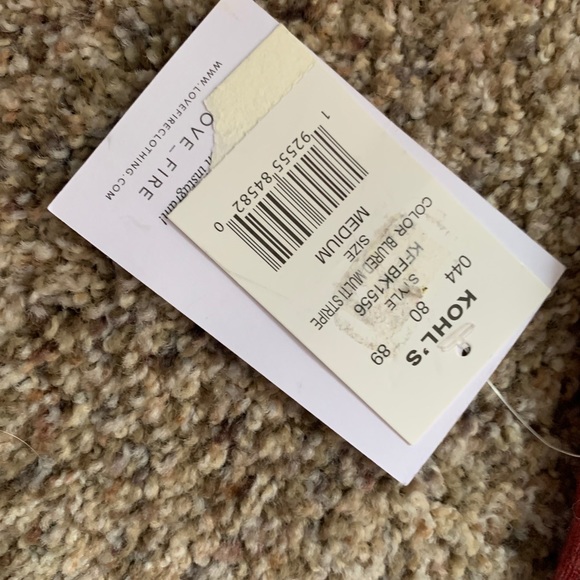 KOHL'S
044 80 89
STYLE
KFFBK1556
COLOR BLURED MULTI STRIPE
SIZE
MEDIUM
1 92555 84582 0
OVE_FIRE
instagram!
WWW.LOVEFIRECLOTHING.COM